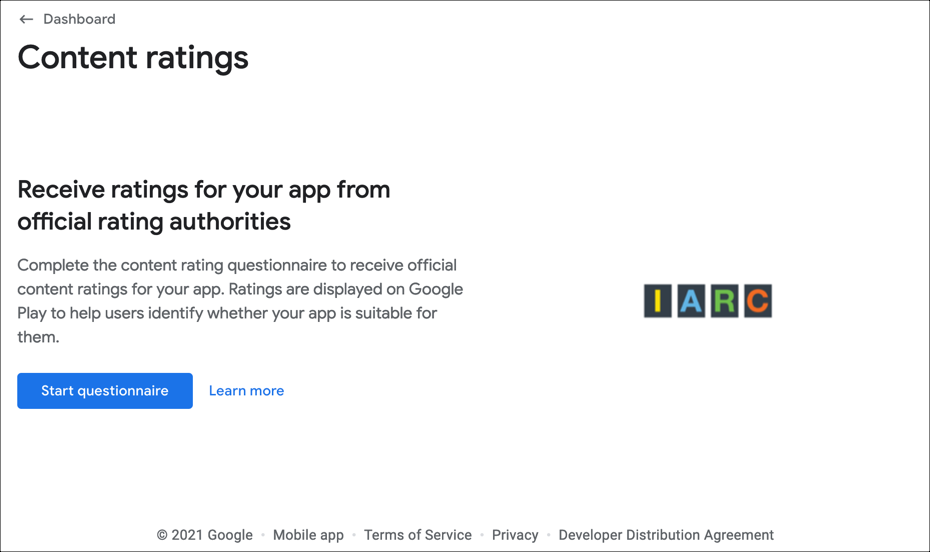 ← Dashboard
Content ratings
Receive ratings for your app from
official rating authorities
Complete the content rating questionnaire to receive official
content ratings for your app. Ratings are displayed on Google
Play to help users identify whether your app is suitable for
them.
IARC
Start questionnaire Learn more
© 2021 Google · Mobile app · Terms of Service · Privacy · Developer Distribution Agreement